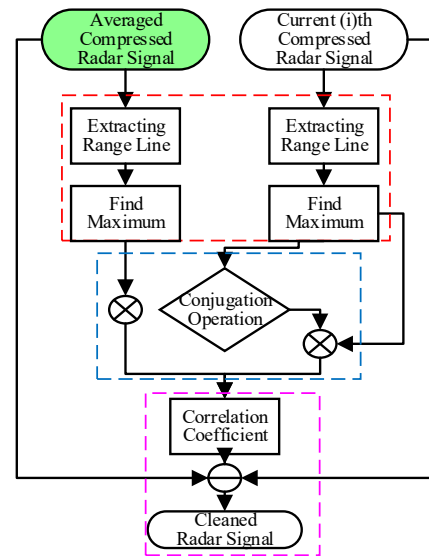 Averaged
Compressed
Radar Signal
Current (i)th
Compressed
Radar Signal
Extracting
Range Line
Extracting
Range Line
Find
Maximum
Find
Maximum
Conjugation
Operation
Correlation
Coefficient
Cleaned
Radar Signal